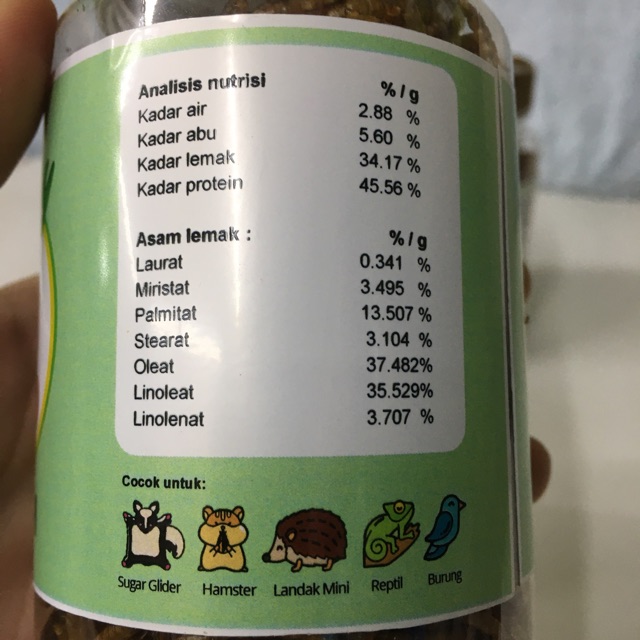 Analisis nutrisi % / g
Kadar air 2.88 %
Kadar abu 5.60 %
Kadar lemak 34.17 %
Kadar protein 45.56 %
Asam lemak : % / g
Laurat 0.341 %
Miristat 3.495 %
Palmitat 13.507 %
Stearat 3.104 %
Oleat 37.482%
Linoleat 35.529%
Linolenat 3.707 %
Cocok untuk:
Sugar Glider Hamster Landak Mini Reptil Burung